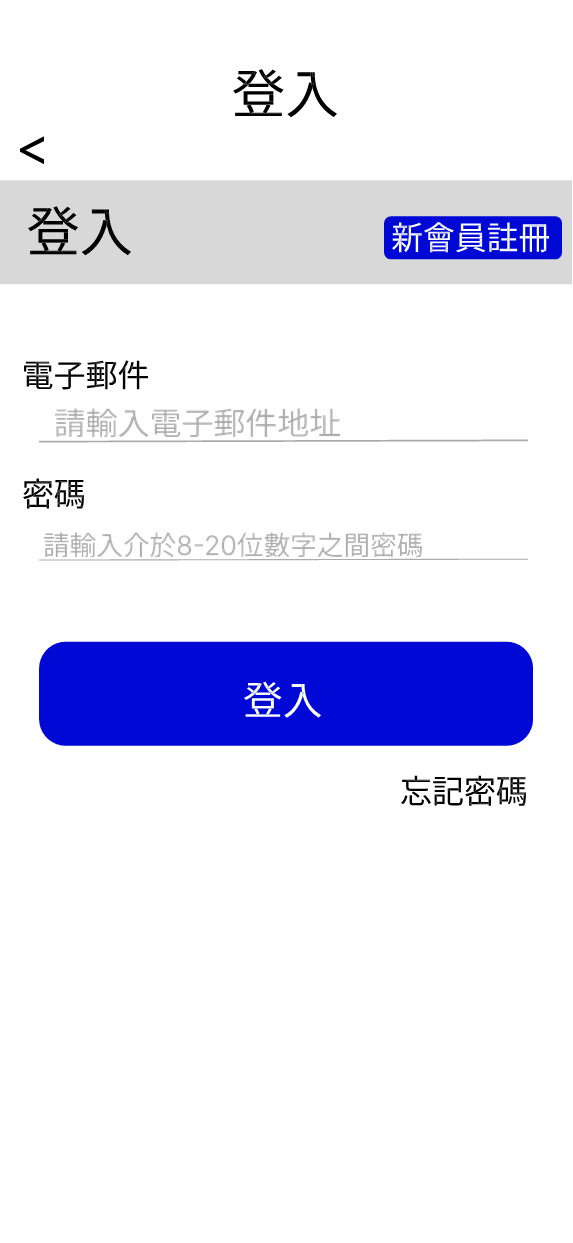 登入
<
登入
新會員註冊
電子郵件
請輸入電子郵件地址
密碼
請輸入介於8-20位數字之間密碼
登入
忘記密碼